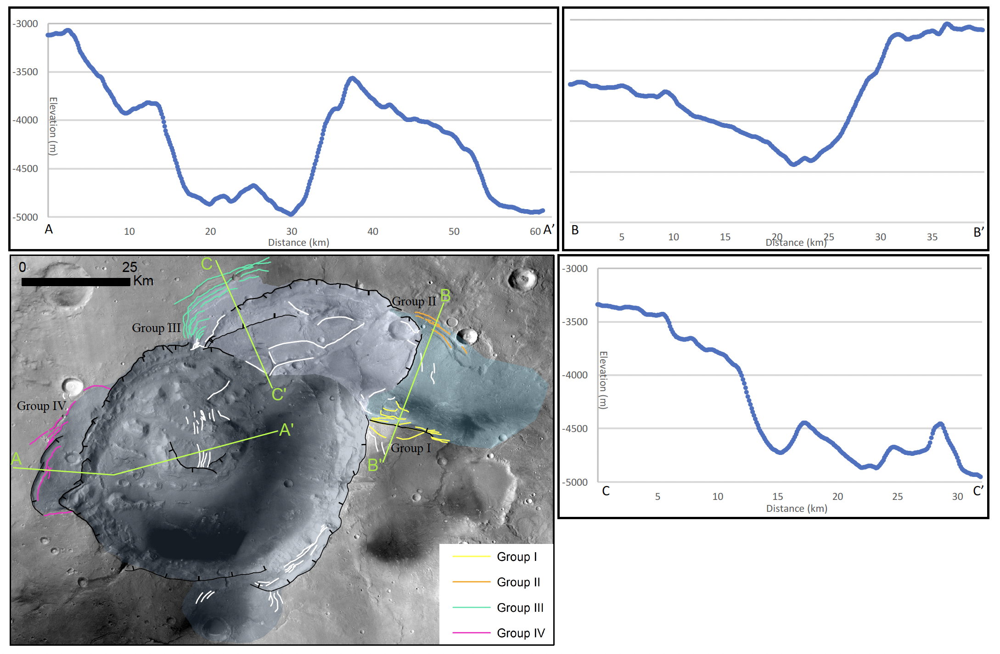 -3000
-3500
-4000
-4500
-5000
Elevation (m)
A 10 20 30 40 50 60 A’
Distance (km)
B 5 10 15 20 25 30 35 B’
Distance (km)
0 25
Km
C
Group II B
Group III
C'
Group IV
A'
Group I
A
B"
Group I
Group II
Group III
Group IV
-3000
-3500
-4000
-4500
-5000
Elevation (m)
C 5 10 15 20 25 30 C’
Distance (km)